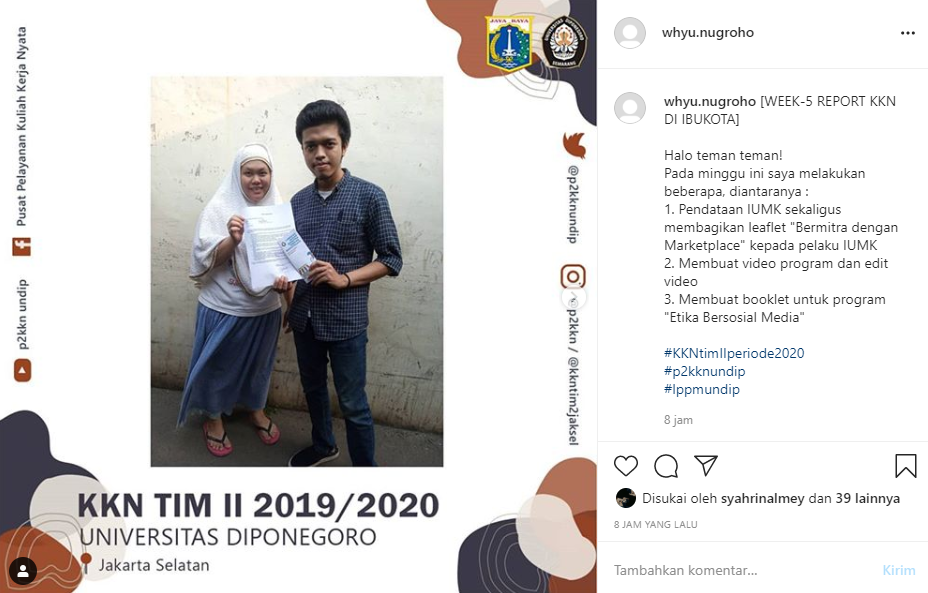 Pusat Pelayanan Kuliah Kerja Nyata
p2kkn undip
JAYA RAYA
UNIVERSITAS DIPONEGORO
SEMARANG
@p2kknundip
p2kkn / @kkntim2jaksel
KKN TIM II 2019/2020
UNIVERSITAS DIPONEGORO
Jakarta Selatan
whyu.nugroho
whyu.nugroho [WEEK-5 REPORT KKN
DI IBUKOTA]
Halo teman teman!
Pada minggu ini saya melakukan
beberapa, diantaranya :
1. Pendataan IUMK sekaligus
membagikan leaflet "Bermitra dengan
Marketplace" kepada pelaku IUMK
2. Membuat video program dan edit
video
3. Membuat booklet untuk program
"Etika Bersosial Media"
#KKNtimIIperiode2020
#p2kknundip
#lppmundip
8 jam
Disukai oleh syahrinalmey dan 39 lainnya
8 JAM YANG LALU
Tambahkan komentar...
Kirim